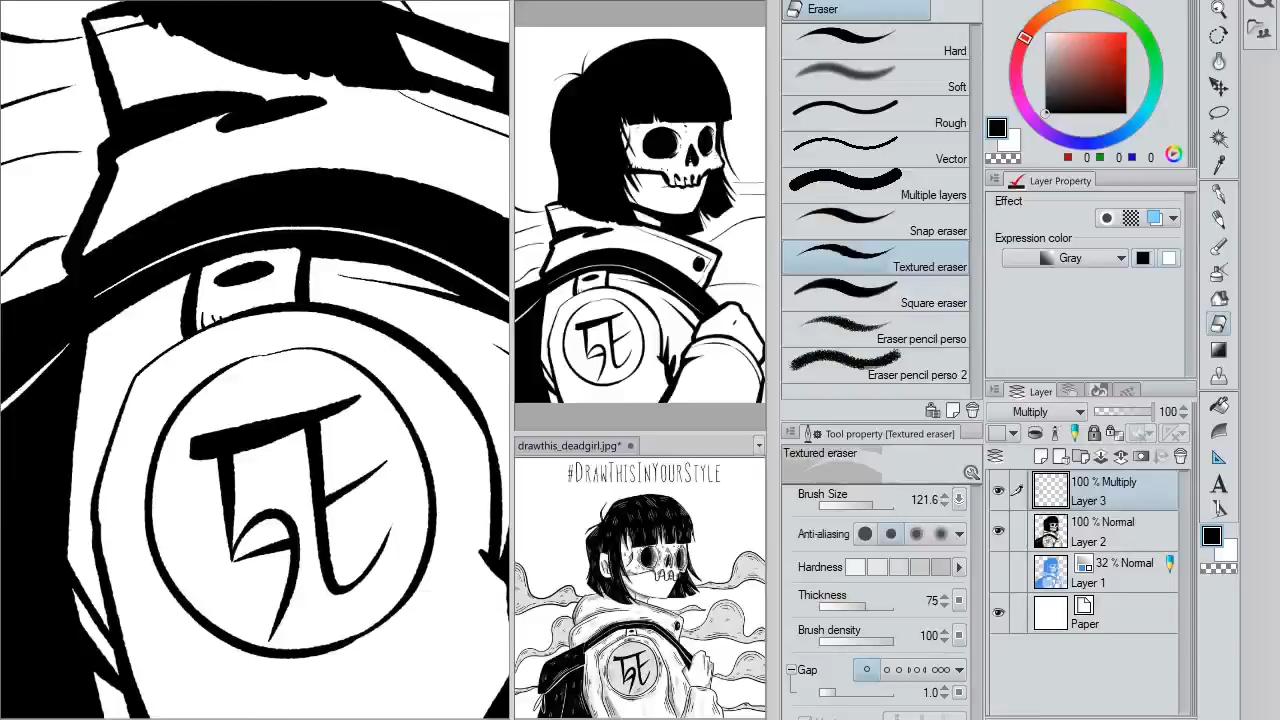 Eraser
Hard
Soft
Rough
Vector
Multiple layers
Snap eraser
Textured eraser
Square eraser
Eraser pencil perso
Eraser pencil perso 2
Tool property [Textured eraser]
Textured eraser
Brush Size 121.6
Anti-aliasing
Hardness
Thickness 75
Brush density 100
Gap
1.0
0 0 0
Layer Property
Effect
Expression color
Gray
Layer
Multiply 100
100 % Multiply
Layer 3
100 % Normal
Layer 2
32 % Normal
Layer 1
Paper
drawthis_deadgirl.jpg*
#DRAWTHISINYOURSTYLE